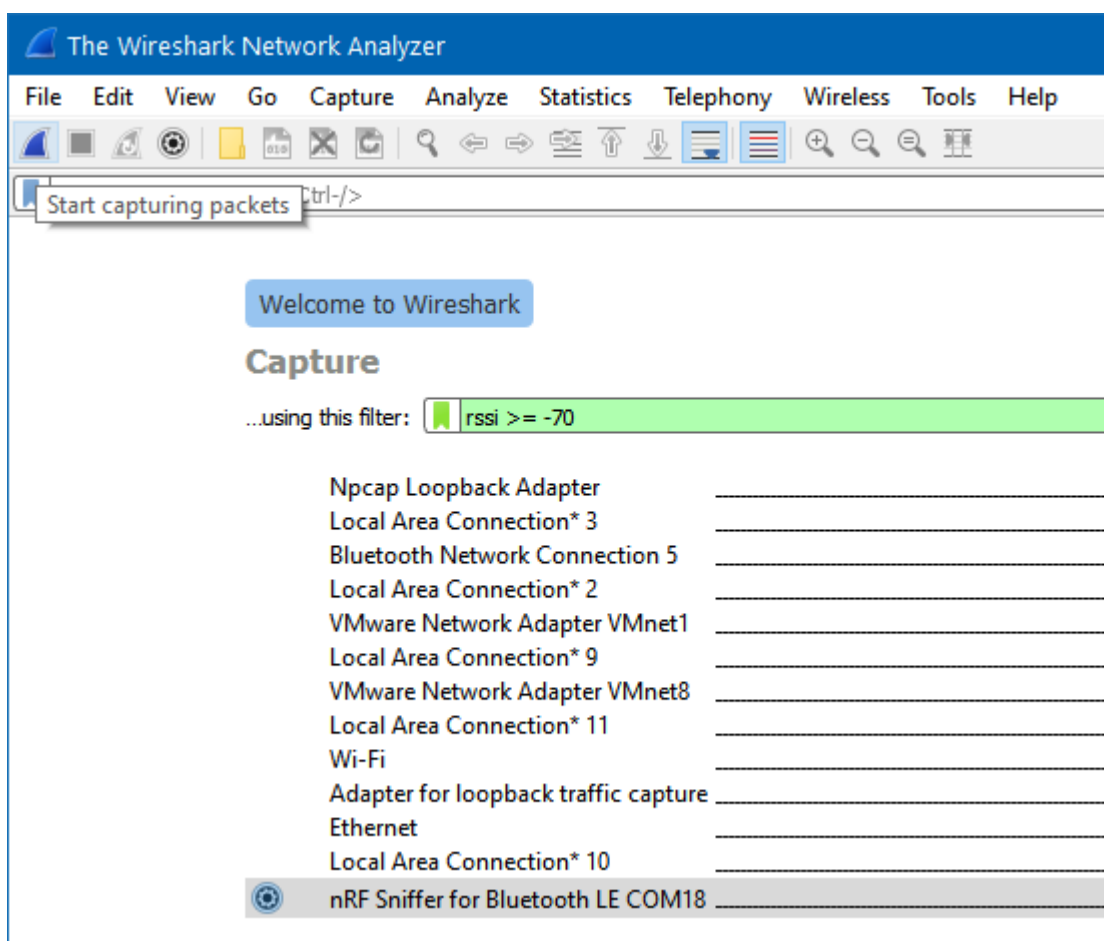 The Wireshark Network Analyzer
File Edit View Go Capture Analyze Statistics Telephony Wireless Tools Help
Start capturing packets
Ctrl-/>
Welcome to Wireshark
Capture
...using this filter: rssi >= -70
Npcap Loopback Adapter
Local Area Connection* 3
Bluetooth Network Connection 5
Local Area Connection* 2
VMware Network Adapter VMnet1
Local Area Connection* 9
VMware Network Adapter VMnet8
Local Area Connection* 11
Wi-Fi
Adapter for loopback traffic capture
Ethernet
Local Area Connection* 10
nRF Sniffer for Bluetooth LE COM18